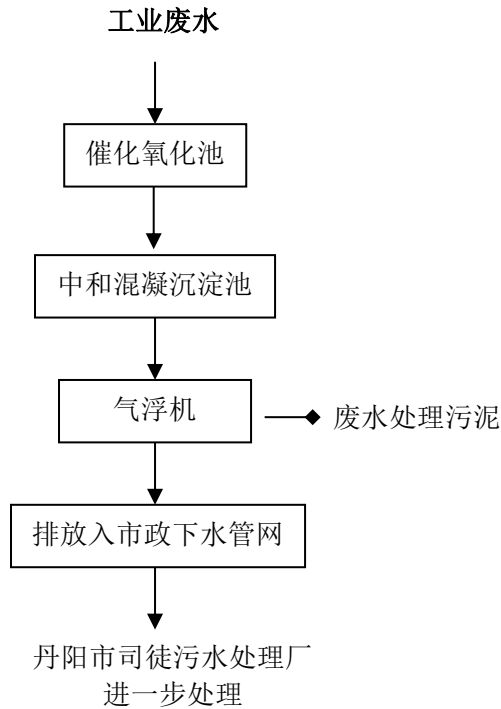 工业废水
催化氧化池
中和混凝沉淀池
气浮机
废水处理污泥
排放入市政下水管网
丹阳市司徒污水处理厂
进一步处理